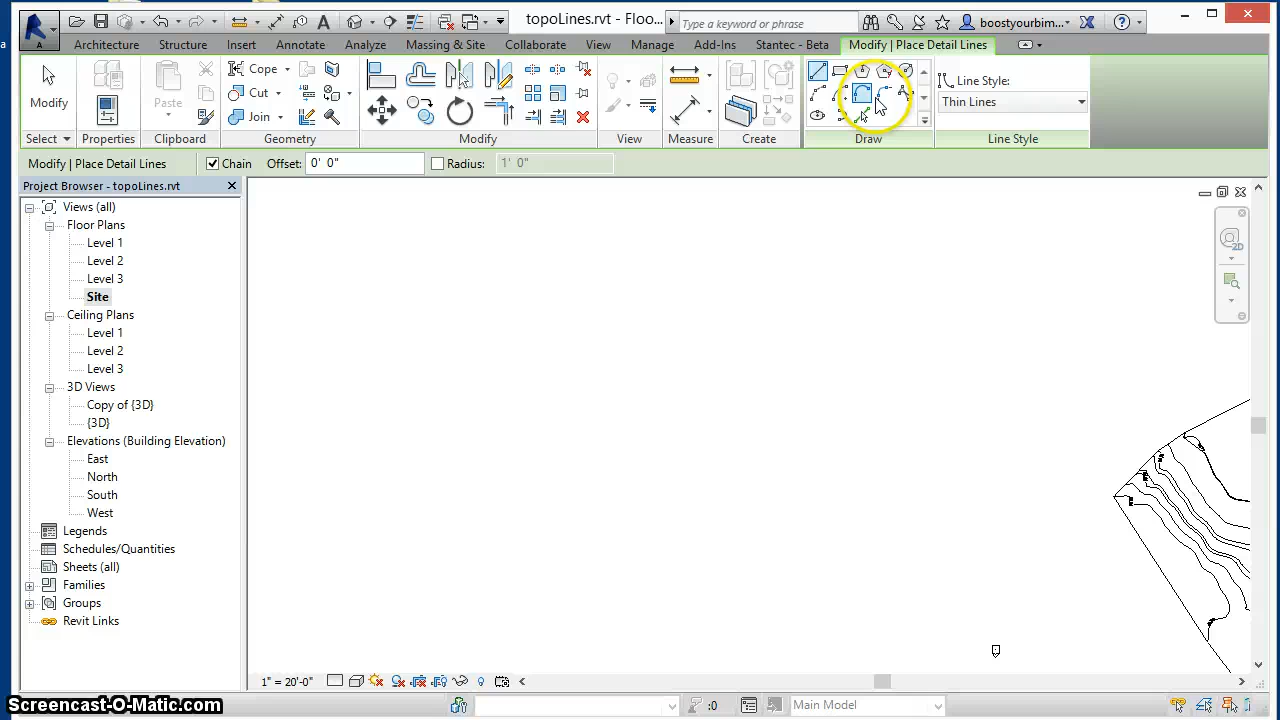 topoLines.rvt - Floo...
Type a keyword or phrase
boostyourbim...
a
A
Architecture
Structure
Insert
Annotate
Analyze
Massing & Site
Collaborate
View
Manage
Add-Ins
Stantec - Beta
Modify | Place Detail Lines
Modify
Paste
Cope
Cut
Join
Line Style:
Thin Lines
Select
Properties
Clipboard
Geometry
Modify
View
Measure
Create
Draw
Line Style
Modify | Place Detail Lines
Chain
Offset:
0' 0"
Radius:
1' 0"
Project Browser - topoLines.rvt
Views (all)
Floor Plans
Level 1
Level 2
Level 3
Site
Ceiling Plans
Level 1
Level 2
Level 3
3D Views
Copy of {3D}
{3D}
Elevations (Building Elevation)
East
North
South
West
Legends
Schedules/Quantities
Sheets (all)
Families
Groups
Revit Links
2D
1" = 20'-0"
:0
Main Model
Screencast-O-Matic.com